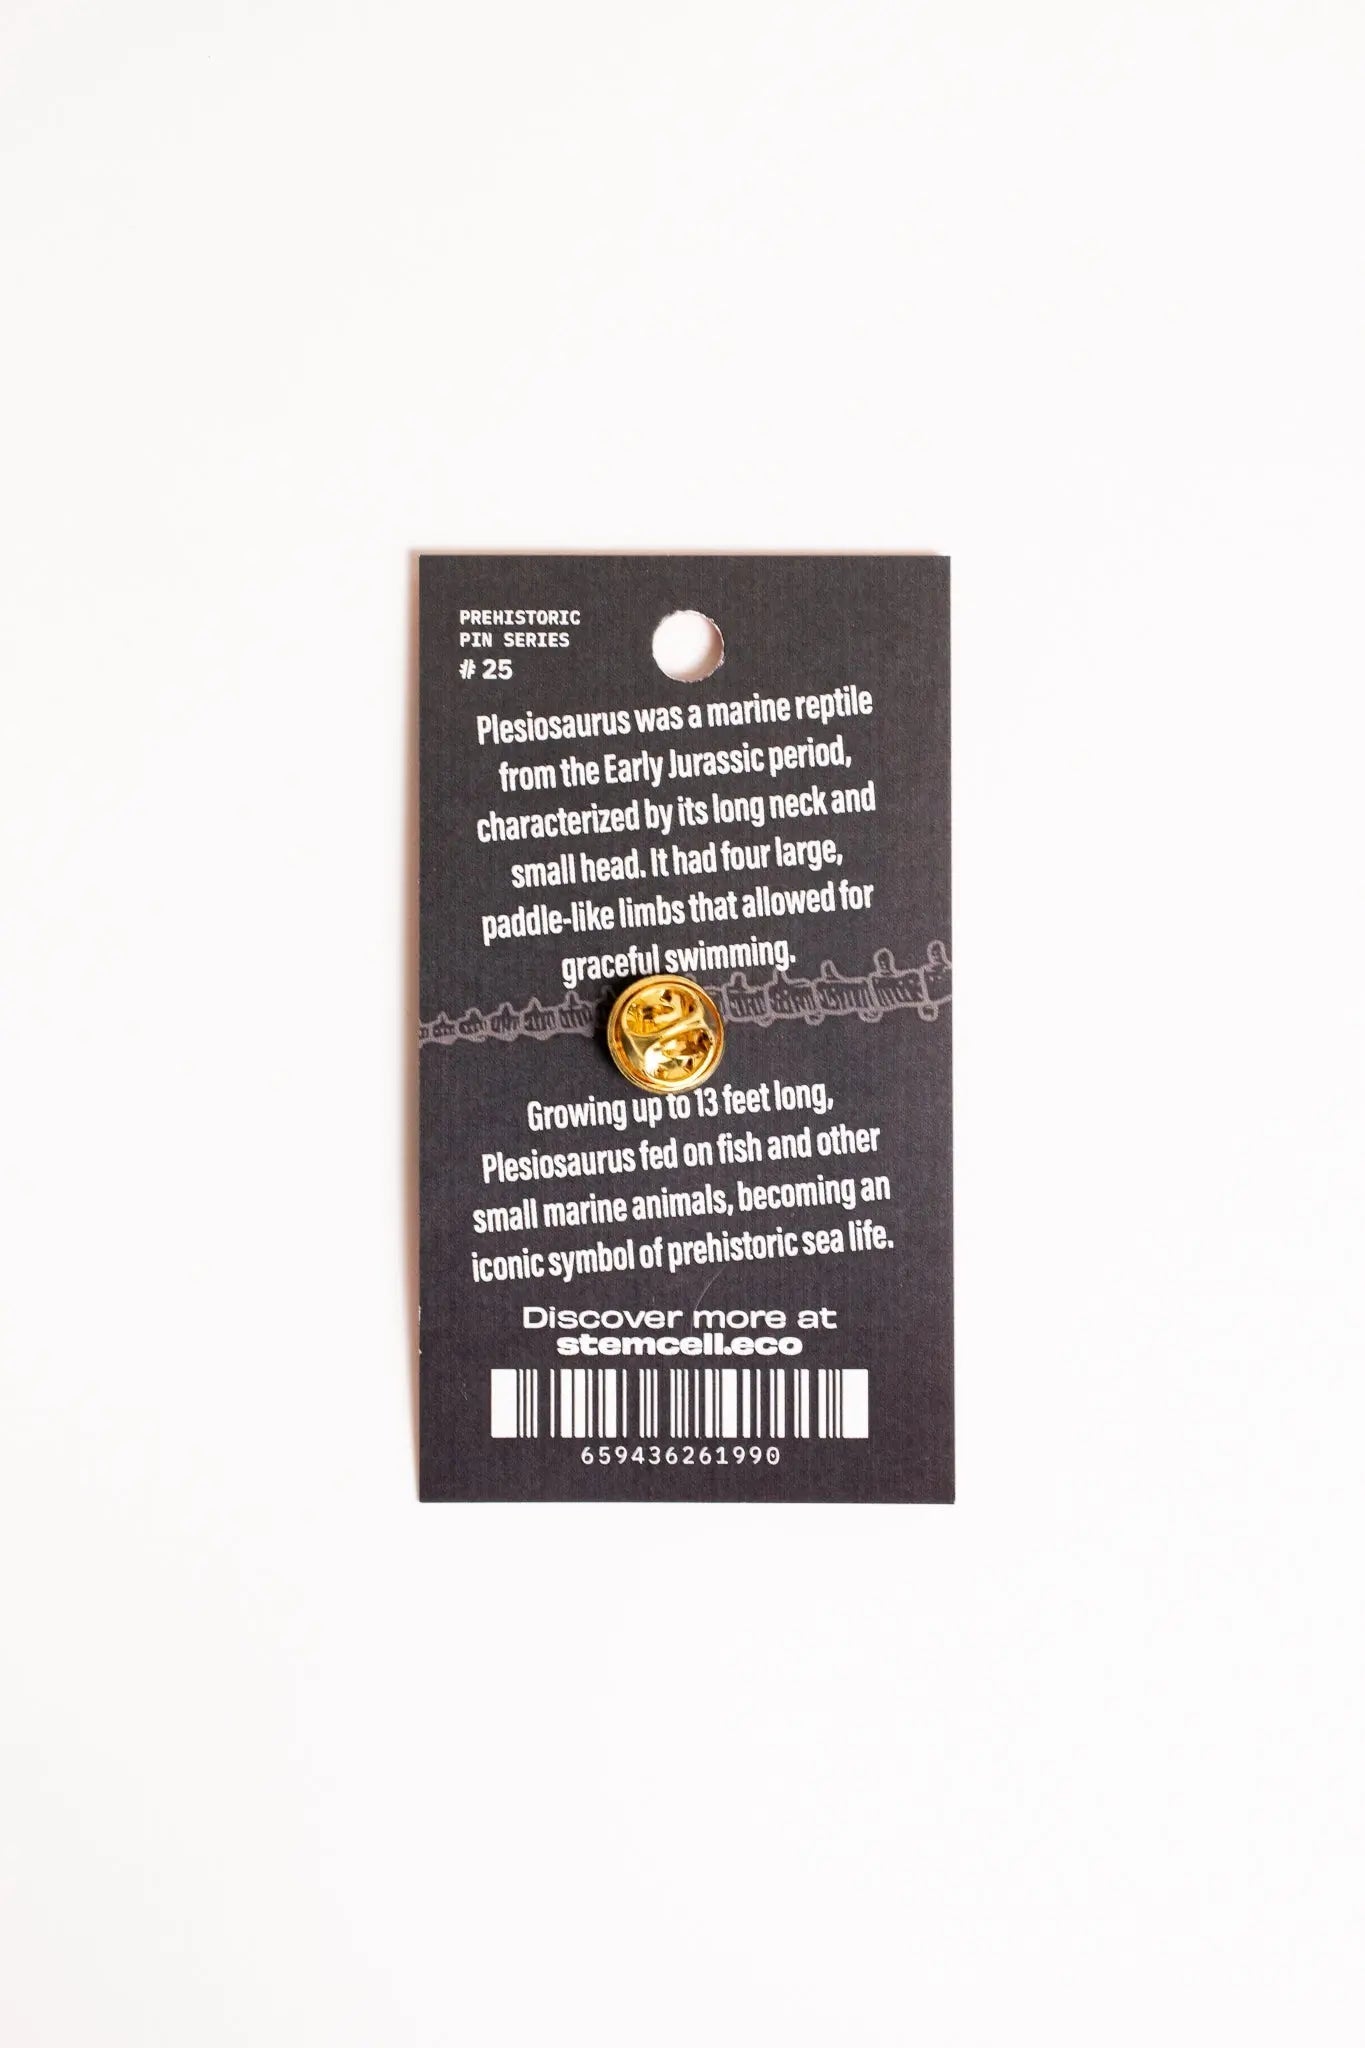 PREHISTORIC
PIN SERIES
# 25
Plesiosaurus was a marine reptile
from the Early Jurassic period,
characterized by its long neck and
small head. It had four large,
paddle-like limbs that allowed for
graceful swimming.
Growing up to 13 feet long,
Plesiosaurus fed on fish and other
small marine animals, becoming an
iconic symbol of prehistoric sea life.
Discover more at
stemcell.eco
659436261990